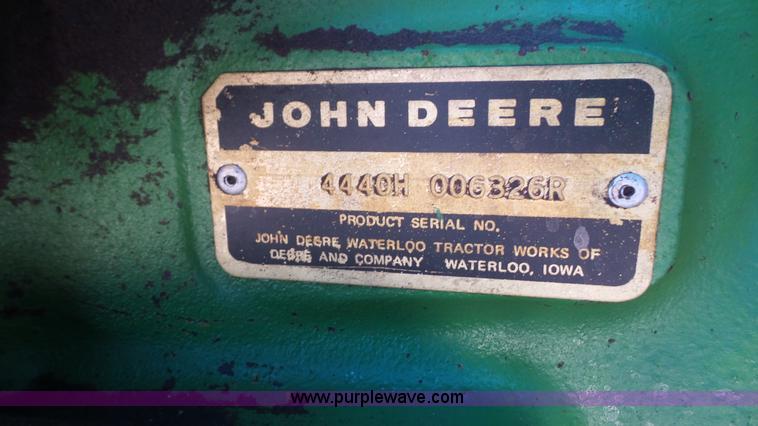 JOHN DEERE
4440H 006326R
PRODUCT SERIAL NO.
JOHN DEERE WATERLOO TRACTOR WORKS OF
DEERE AND COMPANY WATERLOO, IOWA
www.purplewave.com